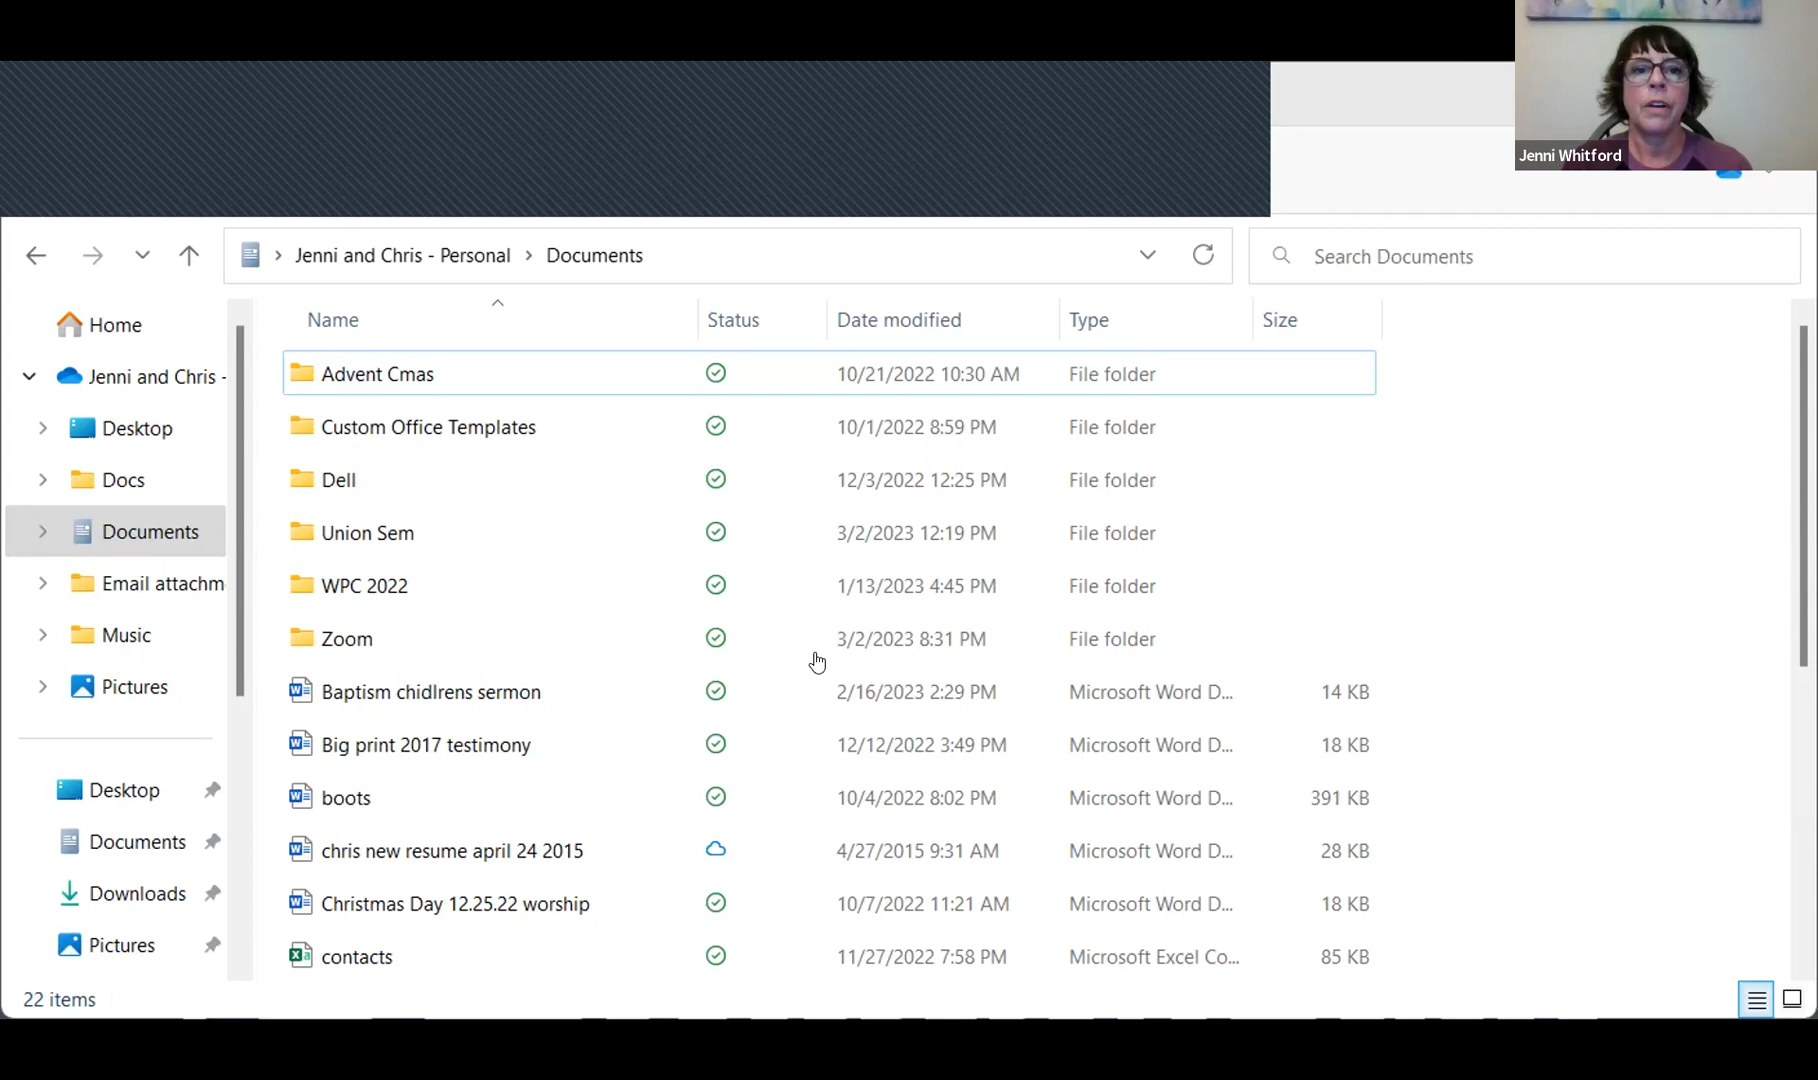 Jenni Whitford
Jenni and Chris - Personal
Documents
Search Documents
Name
Status
Date modified
Type
Size
Home
Jenni and Chris -
Desktop
Docs
Documents
Email attachm
Music
Pictures
Desktop
Documents
Downloads
Pictures
Advent Cmas 10/21/2022 10:30 AM File folder
Custom Office Templates 10/1/2022 8:59 PM File folder
Dell 12/3/2022 12:25 PM File folder
Union Sem 3/2/2023 12:19 PM File folder
WPC 2022 1/13/2023 4:45 PM File folder
Zoom 3/2/2023 8:31 PM File folder
Baptism chidlrens sermon 2/16/2023 2:29 PM Microsoft Word D... 14 KB
Big print 2017 testimony 12/12/2022 3:49 PM Microsoft Word D... 18 KB
boots 10/4/2022 8:02 PM Microsoft Word D... 391 KB
chris new resume april 24 2015 4/27/2015 9:31 AM Microsoft Word D... 28 KB
Christmas Day 12.25.22 worship 10/7/2022 11:21 AM Microsoft Word D... 18 KB
contacts 11/27/2022 7:58 PM Microsoft Excel Co... 85 KB
22 items